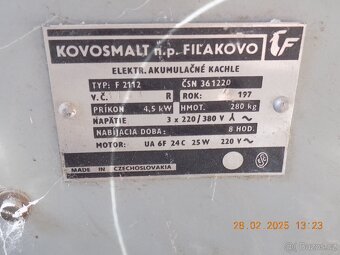 KOVOSMALT n.p. FIĽAKOVO
ELEKTR. AKUMULAČNÉ KACHLE
TYP: F 2112 ČSN 361220
V.Č. R ROK: 197
PRÍKON 4,5 kW HMOT. 280 kg
NAPÄTIE 3 x 220/380 V
NABÍJACIA DOBA: 8 HOD.
MOTOR: UA 6F 24C 25W 220V ~
MADE IN CZECHOSLOVAKIA
28.02.2025 13:23